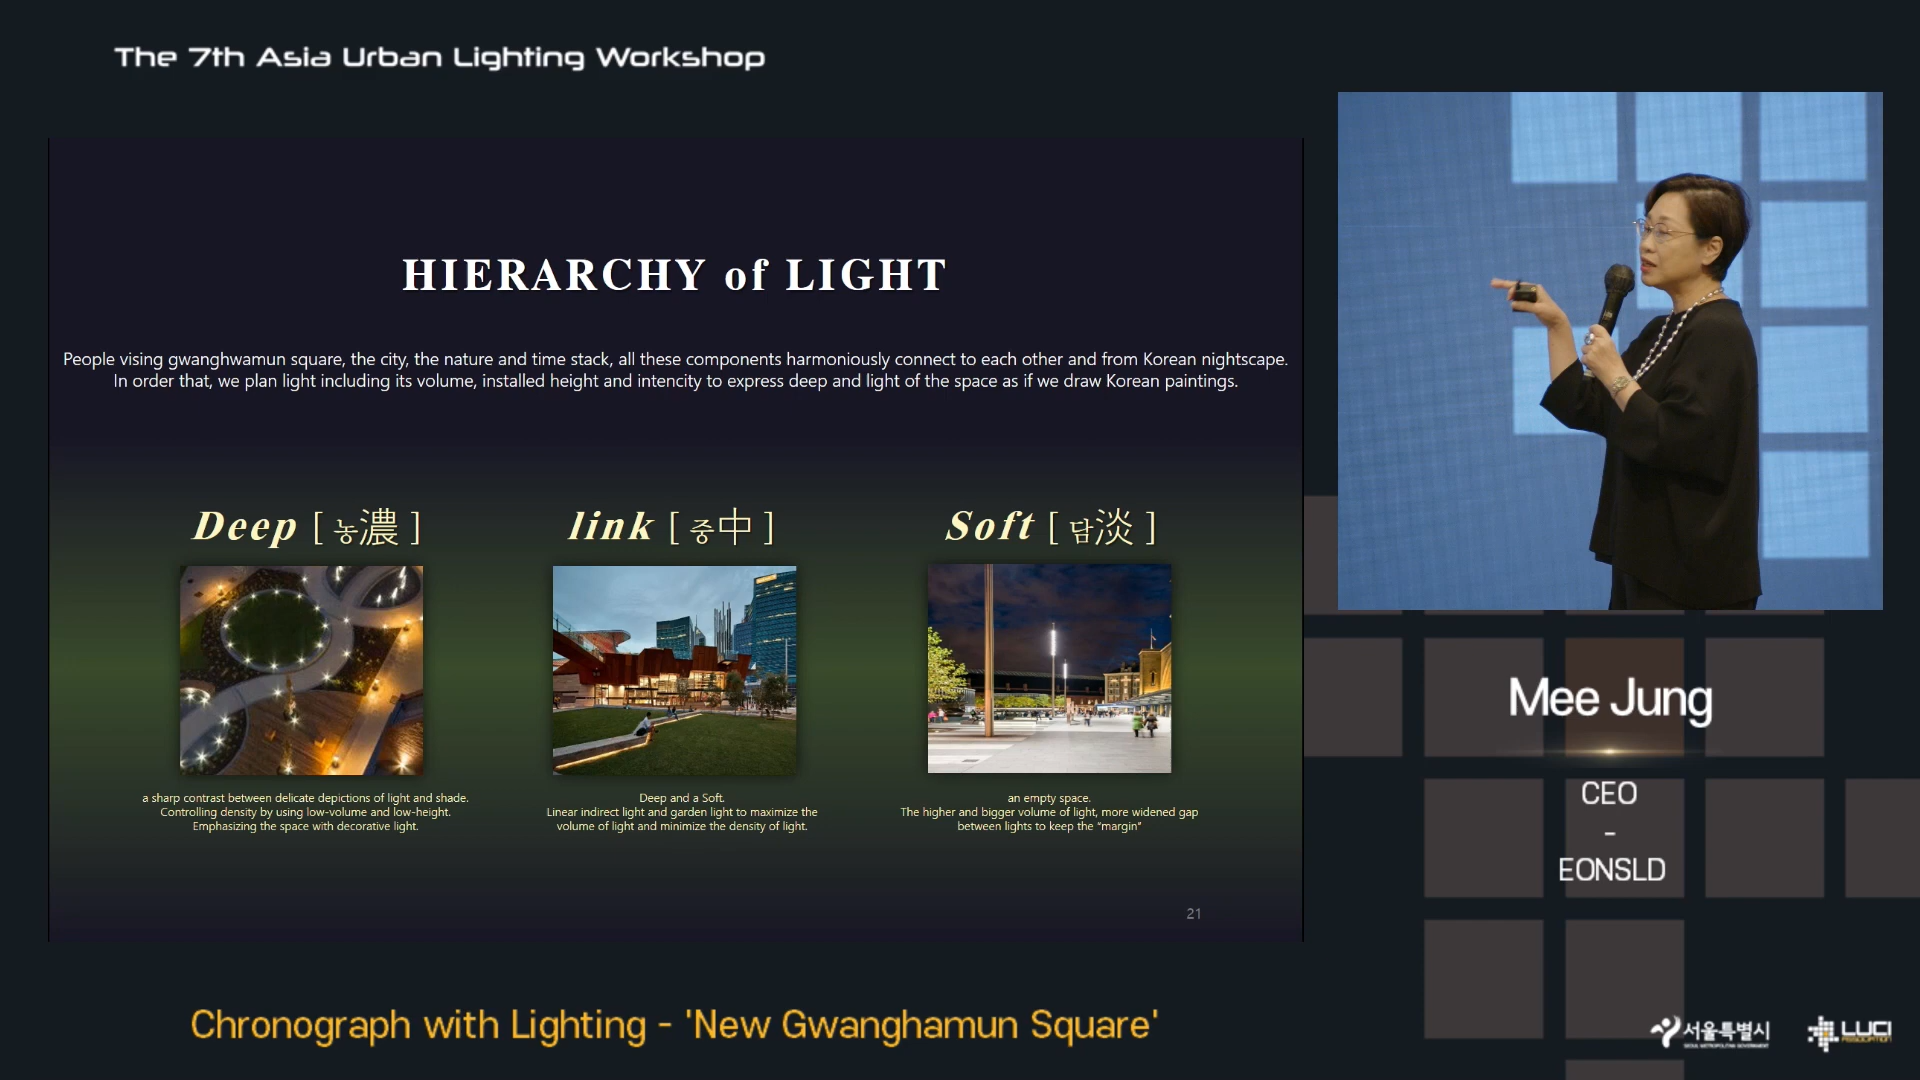 The 7th Asia Urban Lighting Workshop
HIERARCHY of LIGHT
People vising gwanghwamun square, the city, the nature and time stack, all these components harmoniously connect to each other and from Korean nightscape.
In order that, we plan light including its volume, installed height and intencity to express deep and light of the space as if we draw Korean paintings.
Deep [ 농濃 ]
link [ 중中 ]
Soft [ 담淡 ]
a sharp contrast between delicate depictions of light and shade.
Controlling density by using low-volume and low-height.
Emphasizing the space with decorative light.
Deep and a Soft.
Linear indirect light and garden light to maximize the
volume of light and minimize the density of light.
an empty space.
The higher and bigger volume of light, more widened gap
between lights to keep the “margin”
21
Mee Jung
CEO
-
EONSLD
Chronograph with Lighting - 'New Gwanghamun Square'
서울특별시
SEOUL METROPOLITAN GOVERNMENT
LUCI
ASSOCIATION